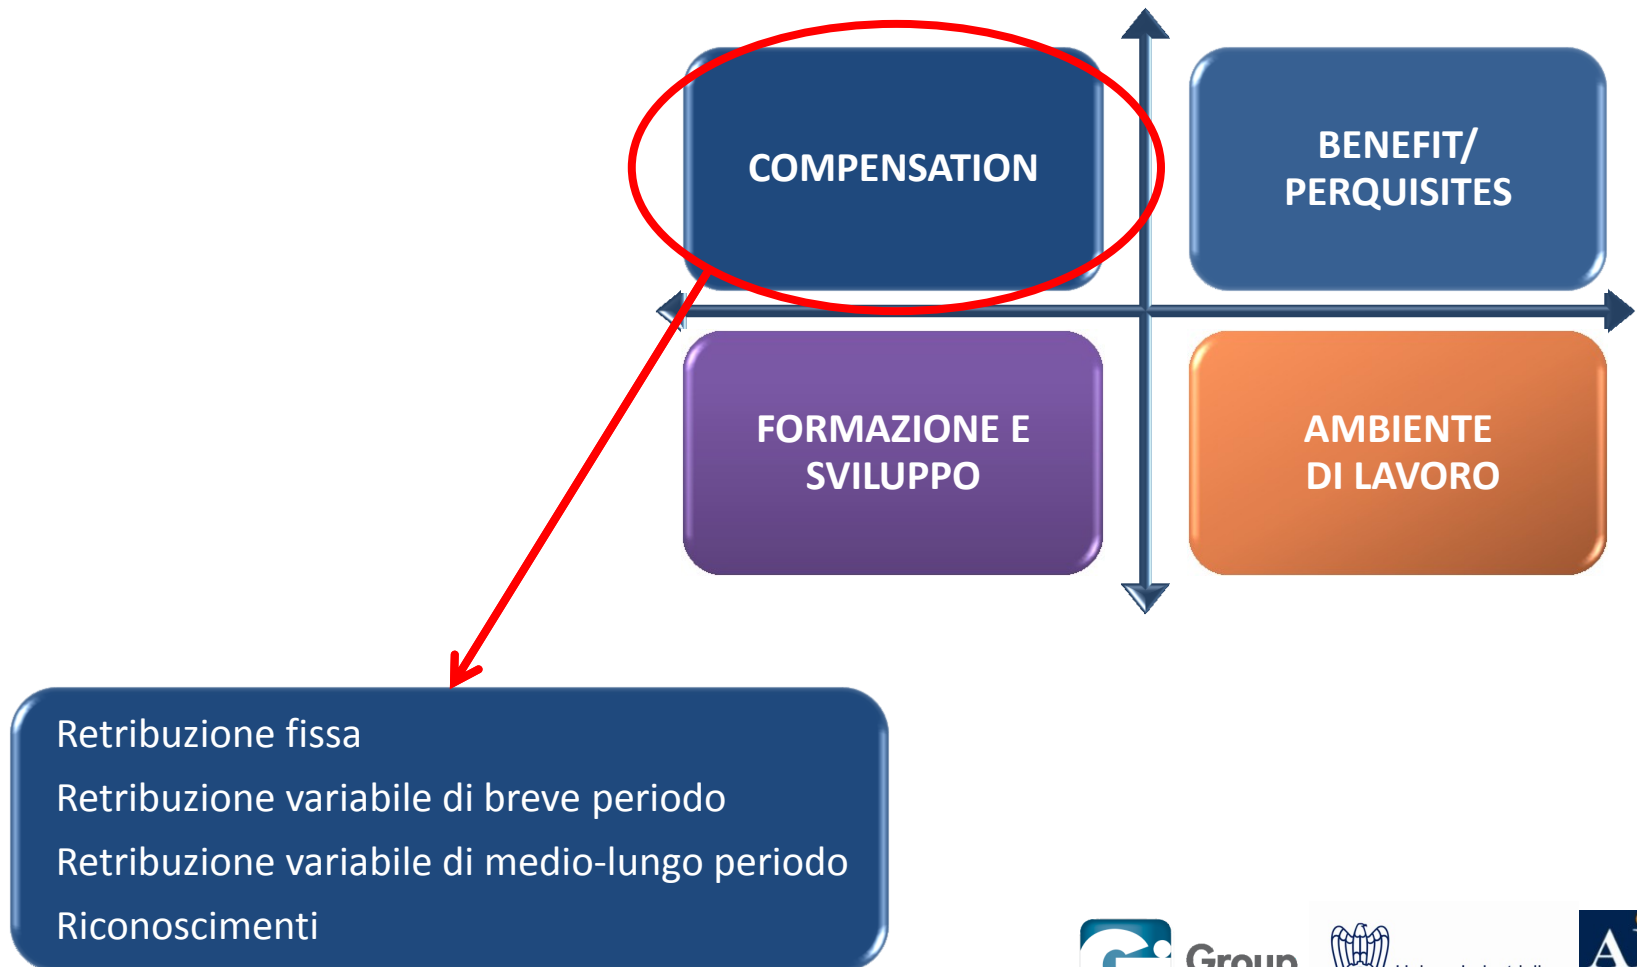 COMPENSATION
BENEFIT/
PERQUISITES
FORMAZIONE E
SVILUPPO
AMBIENTE
DI LAVORO
Retribuzione fissa
Retribuzione variabile di breve periodo
Retribuzione variabile di medio-lungo periodo
Riconoscimenti
Gi Group
A